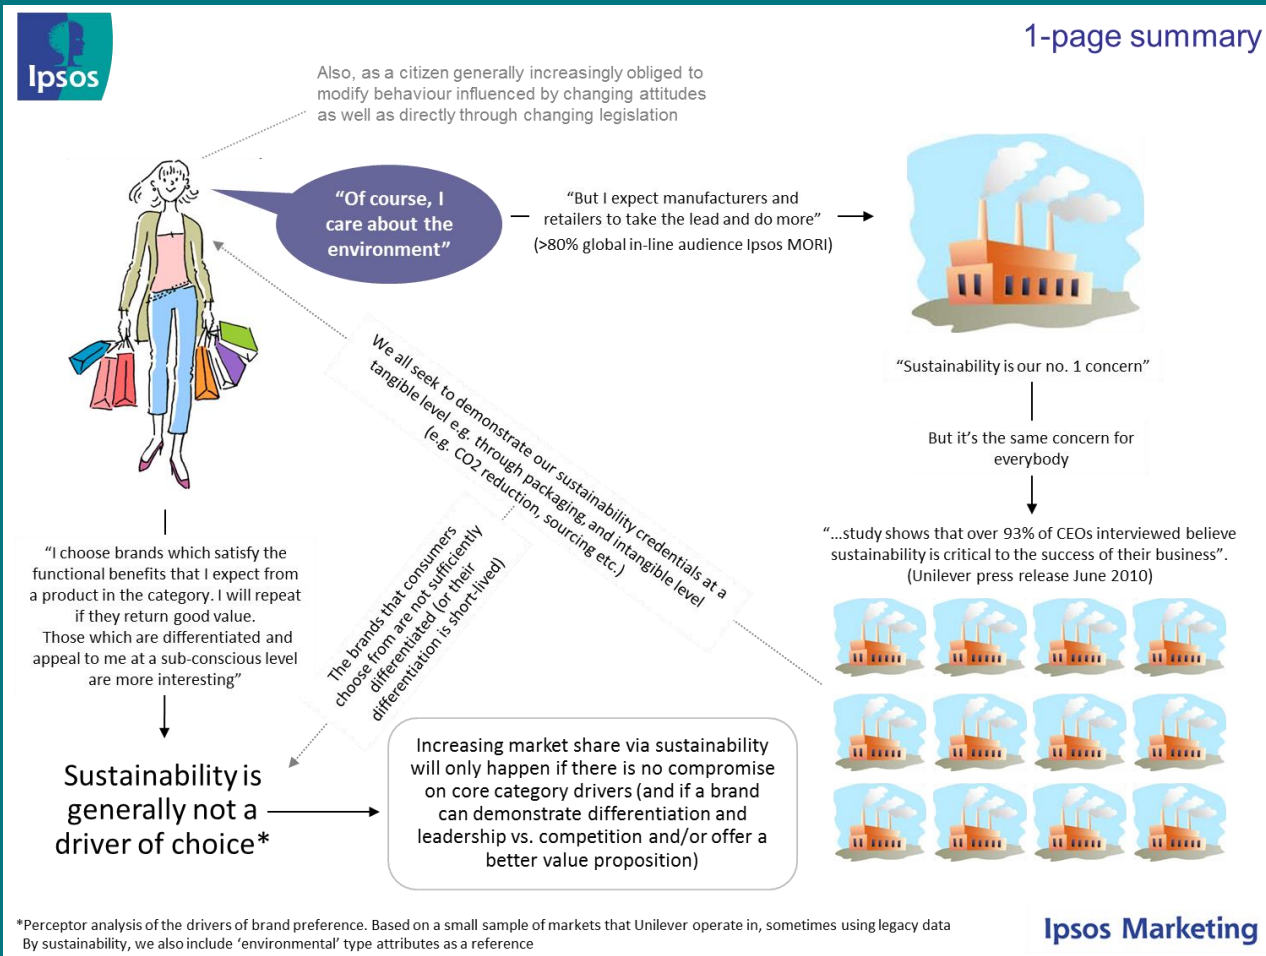 Ipsos
1-page summary
Also, as a citizen generally increasingly obliged to
modify behaviour influenced by changing attitudes
as well as directly through changing legislation
“Of course, I
care about the
environment”
“But I expect manufacturers and
retailers to take the lead and do more”
(>80% global in-line audience Ipsos MORI)
“Sustainability is our no. 1 concern”
But it’s the same concern for
everybody
“…study shows that over 93% of CEOs interviewed believe
sustainability is critical to the success of their business”.
(Unilever press release June 2010)
We all seek to demonstrate our sustainability credentials at a
tangible level e.g. through packaging, and intangible level
(e.g. CO2 reduction, sourcing etc.)
The brands that consumers
choose from are not sufficiently
differentiated (or their
differentiation is short-lived)
“I choose brands which satisfy the
functional benefits that I expect from
a product in the category. I will repeat
if they return good value.
Those which are differentiated and
appeal to me at a sub-conscious level
are more interesting”
Sustainability is
generally not a
driver of choice*
Increasing market share via sustainability
will only happen if there is no compromise
on core category drivers (and if a brand
can demonstrate differentiation and
leadership vs. competition and/or offer a
better value proposition)
*Perceptor analysis of the drivers of brand preference. Based on a small sample of markets that Unilever operate in, sometimes using legacy data
By sustainability, we also include ‘environmental’ type attributes as a reference
Ipsos Marketing